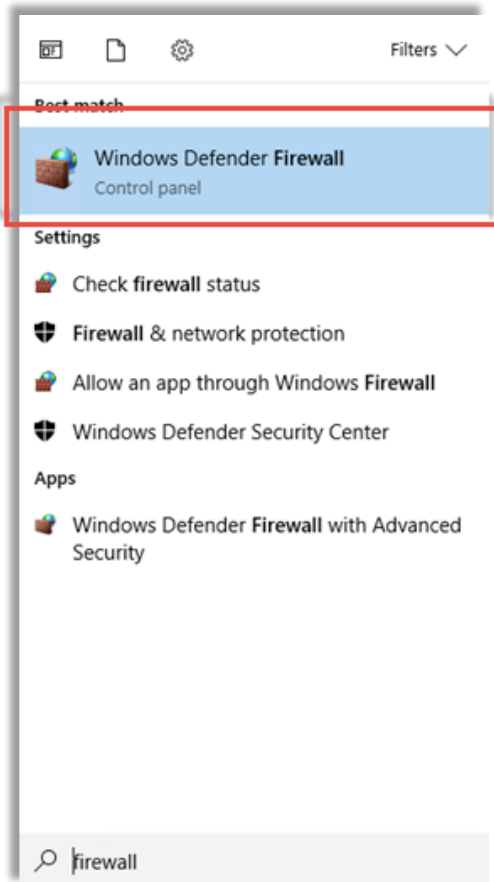 Filters
Best match
Windows Defender Firewall
Control panel
Settings
Check firewall status
Firewall & network protection
Allow an app through Windows Firewall
Windows Defender Security Center
Apps
Windows Defender Firewall with Advanced
Security
firewall